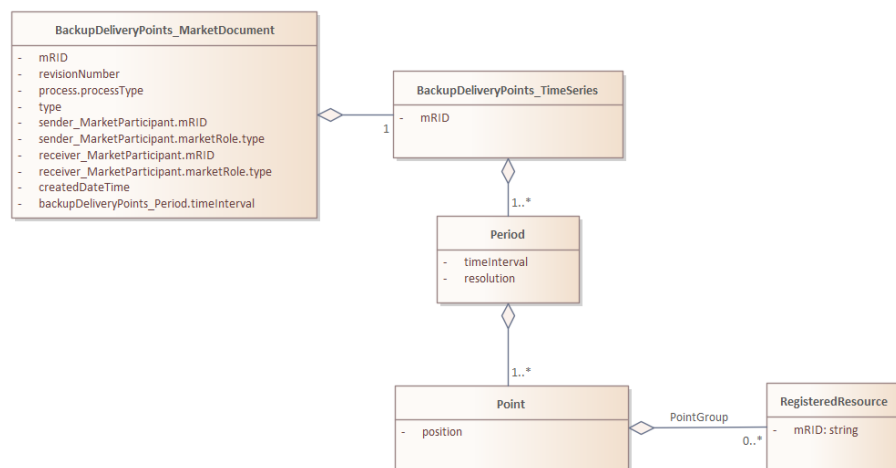 BackupDeliveryPoints_MarketDocument
- mRID
- revisionNumber
- process.processType
- type
- sender_MarketParticipant.mRID
- sender_MarketParticipant.marketRole.type
- receiver_MarketParticipant.mRID
- receiver_MarketParticipant.marketRole.type
- createdDateTime
- backupDeliveryPoints_Period.timeInterval
1
BackupDeliveryPoints_TimeSeries
- mRID
1..*
Period
- timeInterval
- resolution
1..*
Point
- position
PointGroup
0..*
RegisteredResource
- mRID: string